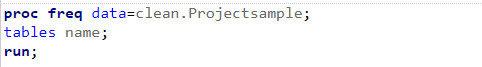 proc freq data=clean.Projectsample;
tables name;
run;